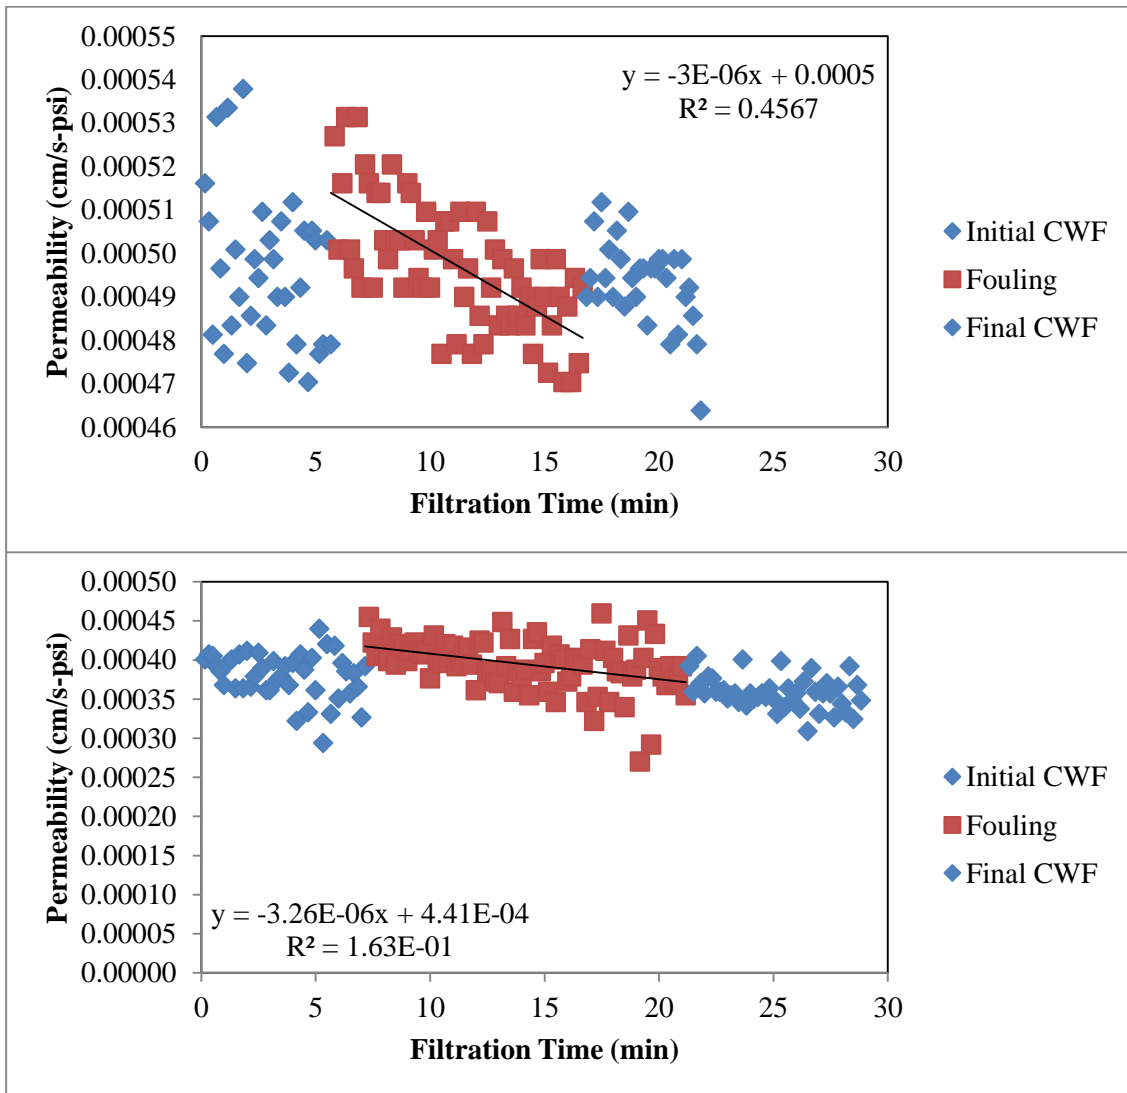 0.00055
0.00054
0.00053
0.00052
0.00051
0.00050
0.00049
0.00048
0.00047
0.00046
Permeability (cm/s-psi)
y = -3E-06x + 0.0005
R² = 0.4567
0 5 10 15 20 25 30
Filtration Time (min)
Initial CWF
Fouling
Final CWF
0.00050
0.00045
0.00040
0.00035
0.00030
0.00025
0.00020
0.00015
0.00010
0.00005
0.00000
Permeability (cm/s-psi)
y = -3.26E-06x + 4.41E-04
R² = 1.63E-01
0 5 10 15 20 25 30
Filtration Time (min)
Initial CWF
Fouling
Final CWF